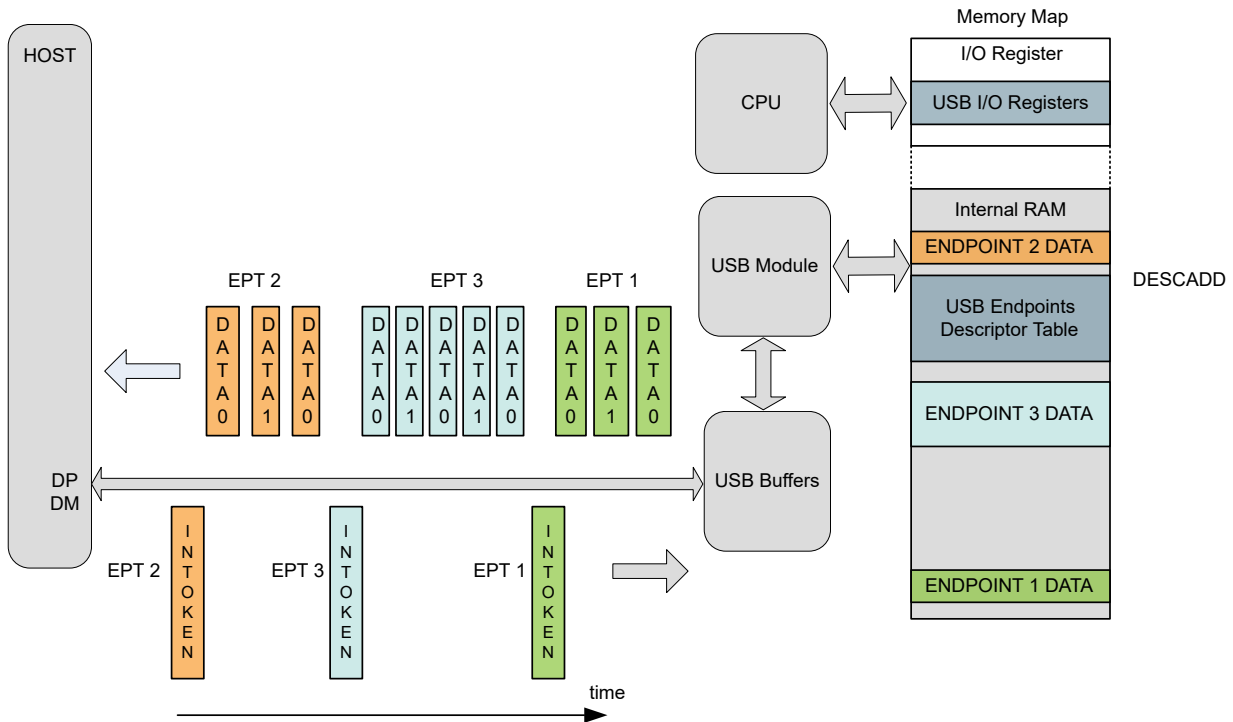 Memory Map
HOST
I/O Register
CPU
USB I/O Registers
Internal RAM
ENDPOINT 2 DATA
USB Module
DESCADD
EPT 2
EPT 3
EPT 1
USB Endpoints
Descriptor Table
DATA0
DATA1
DATA0
DATA0
DATA1
DATA0
DATA1
DATA0
DATA0
DATA1
DATA0
ENDPOINT 3 DATA
DP
DM
USB Buffers
EPT 2
INTOKEN
EPT 3
INTOKEN
EPT 1
INTOKEN
ENDPOINT 1 DATA
time